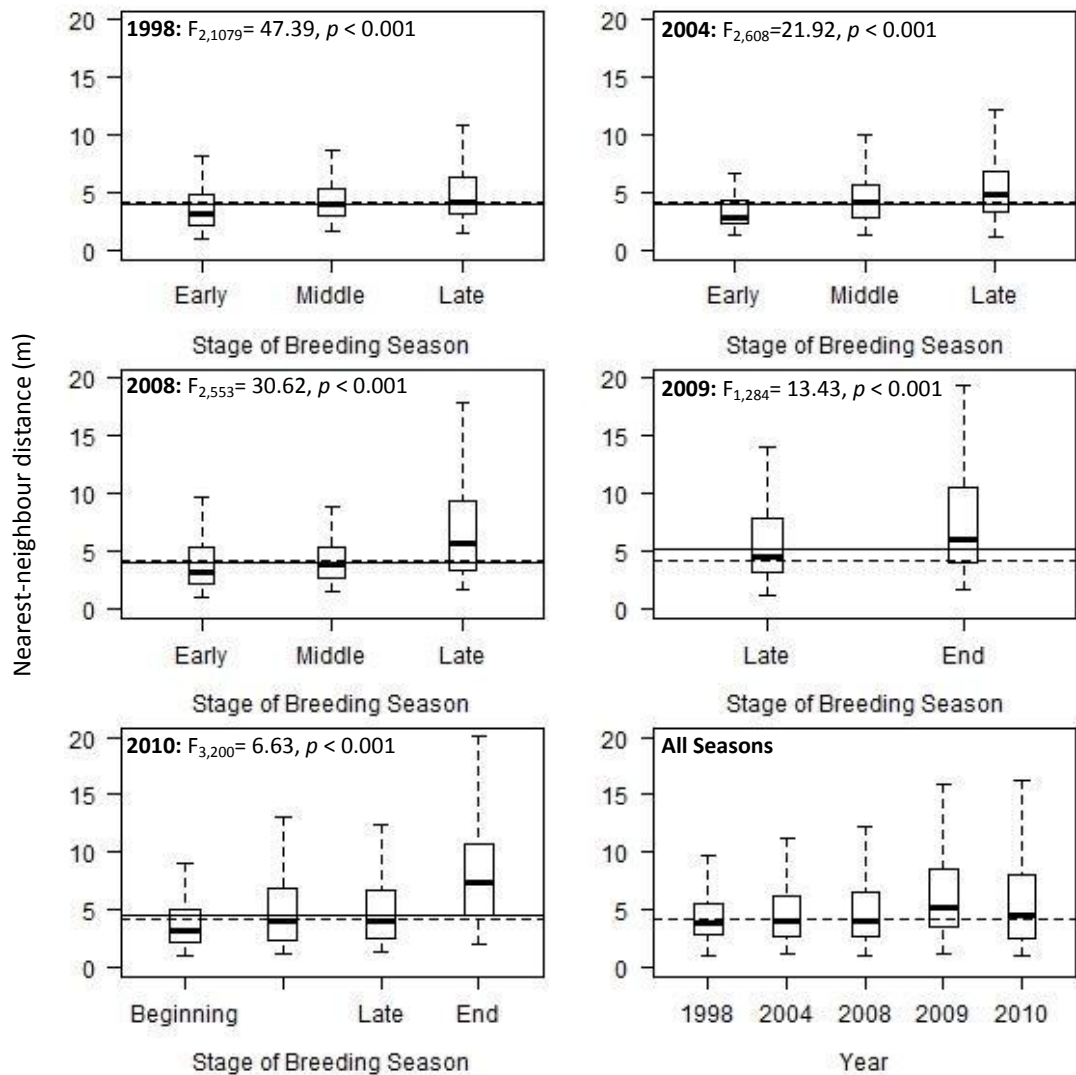 1998: F2,1079= 47.39, p < 0.001
20
15
10
5
0
Early Middle Late
Stage of Breeding Season
2004: F2,608=21.92, p < 0.001
20
15
10
5
0
Early Middle Late
Stage of Breeding Season
Nearest-neighbour distance (m)
2008: F2,553= 30.62, p < 0.001
20
15
10
5
0
Early Middle Late
Stage of Breeding Season
2009: F1,284= 13.43, p < 0.001
20
15
10
5
0
Late End
Stage of Breeding Season
2010: F3,200= 6.63, p < 0.001
20
15
10
5
0
Beginning Late End
Stage of Breeding Season
All Seasons
20
15
10
5
0
1998 2004 2008 2009 2010
Year